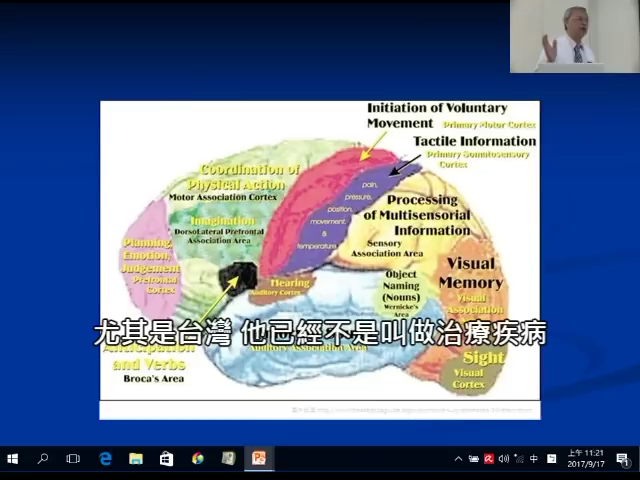 Initiation of Voluntary
Movement Primary Motor Cortex
Tactile Information
Primary Somatosensory
Cortex
Coordination of
Physical Action
Motor Association Cortex
pain,
pressure,
position,
movement,
&
temperature
Processing
of Multisensorial
Information
Sensory
Association Area
Imagination
DorsoLateral Prefrontal
Association Area
Planning,
Emotion,
Judgement
Prefrontal
Cortex
Hearing
Auditory Cortex
Object
Naming
(Nouns)
Wernicke's
Area
Visual
Memory
Visual
Association
尤其是台灣 他已經不是叫做治療疾病
Auditory Association Area
Anticipation
and Verbs
Broca's Area
Sight
Visual
Cortex
中
上午 11:21
2017/9/17